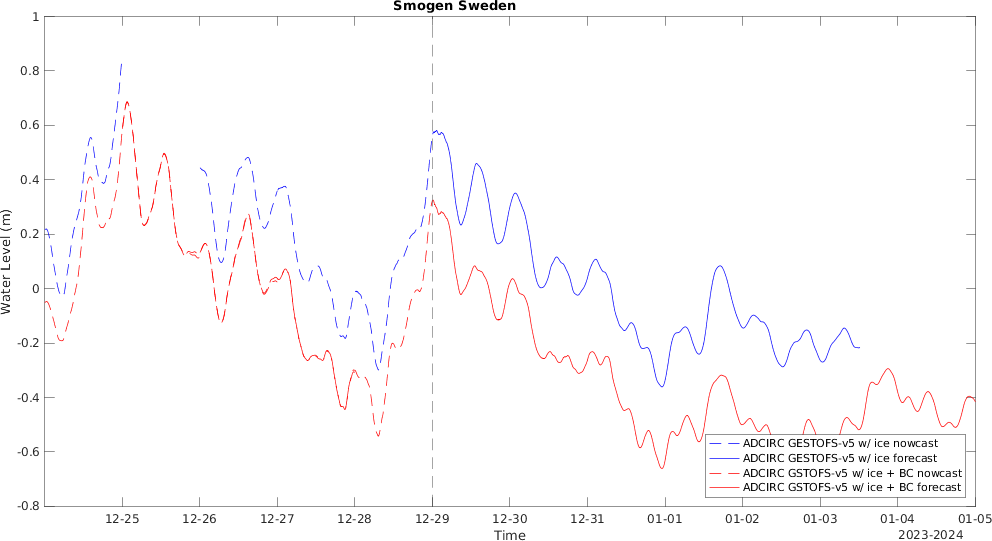 Smogen Sweden
1
0.8
0.6
0.4
0.2
0
-0.2
-0.4
-0.6
-0.8
Water Level (m)
ADCIRC GESTOFS-v5 w/ ice nowcast
ADCIRC GESTOFS-v5 w/ ice forecast
ADCIRC GSTOFS-v5 w/ ice + BC nowcast
ADCIRC GSTOFS-v5 w/ ice + BC forecast
12-25 12-26 12-27 12-28 12-29 12-30 12-31 01-01 01-02 01-03 01-04 01-05
Time
2023-2024